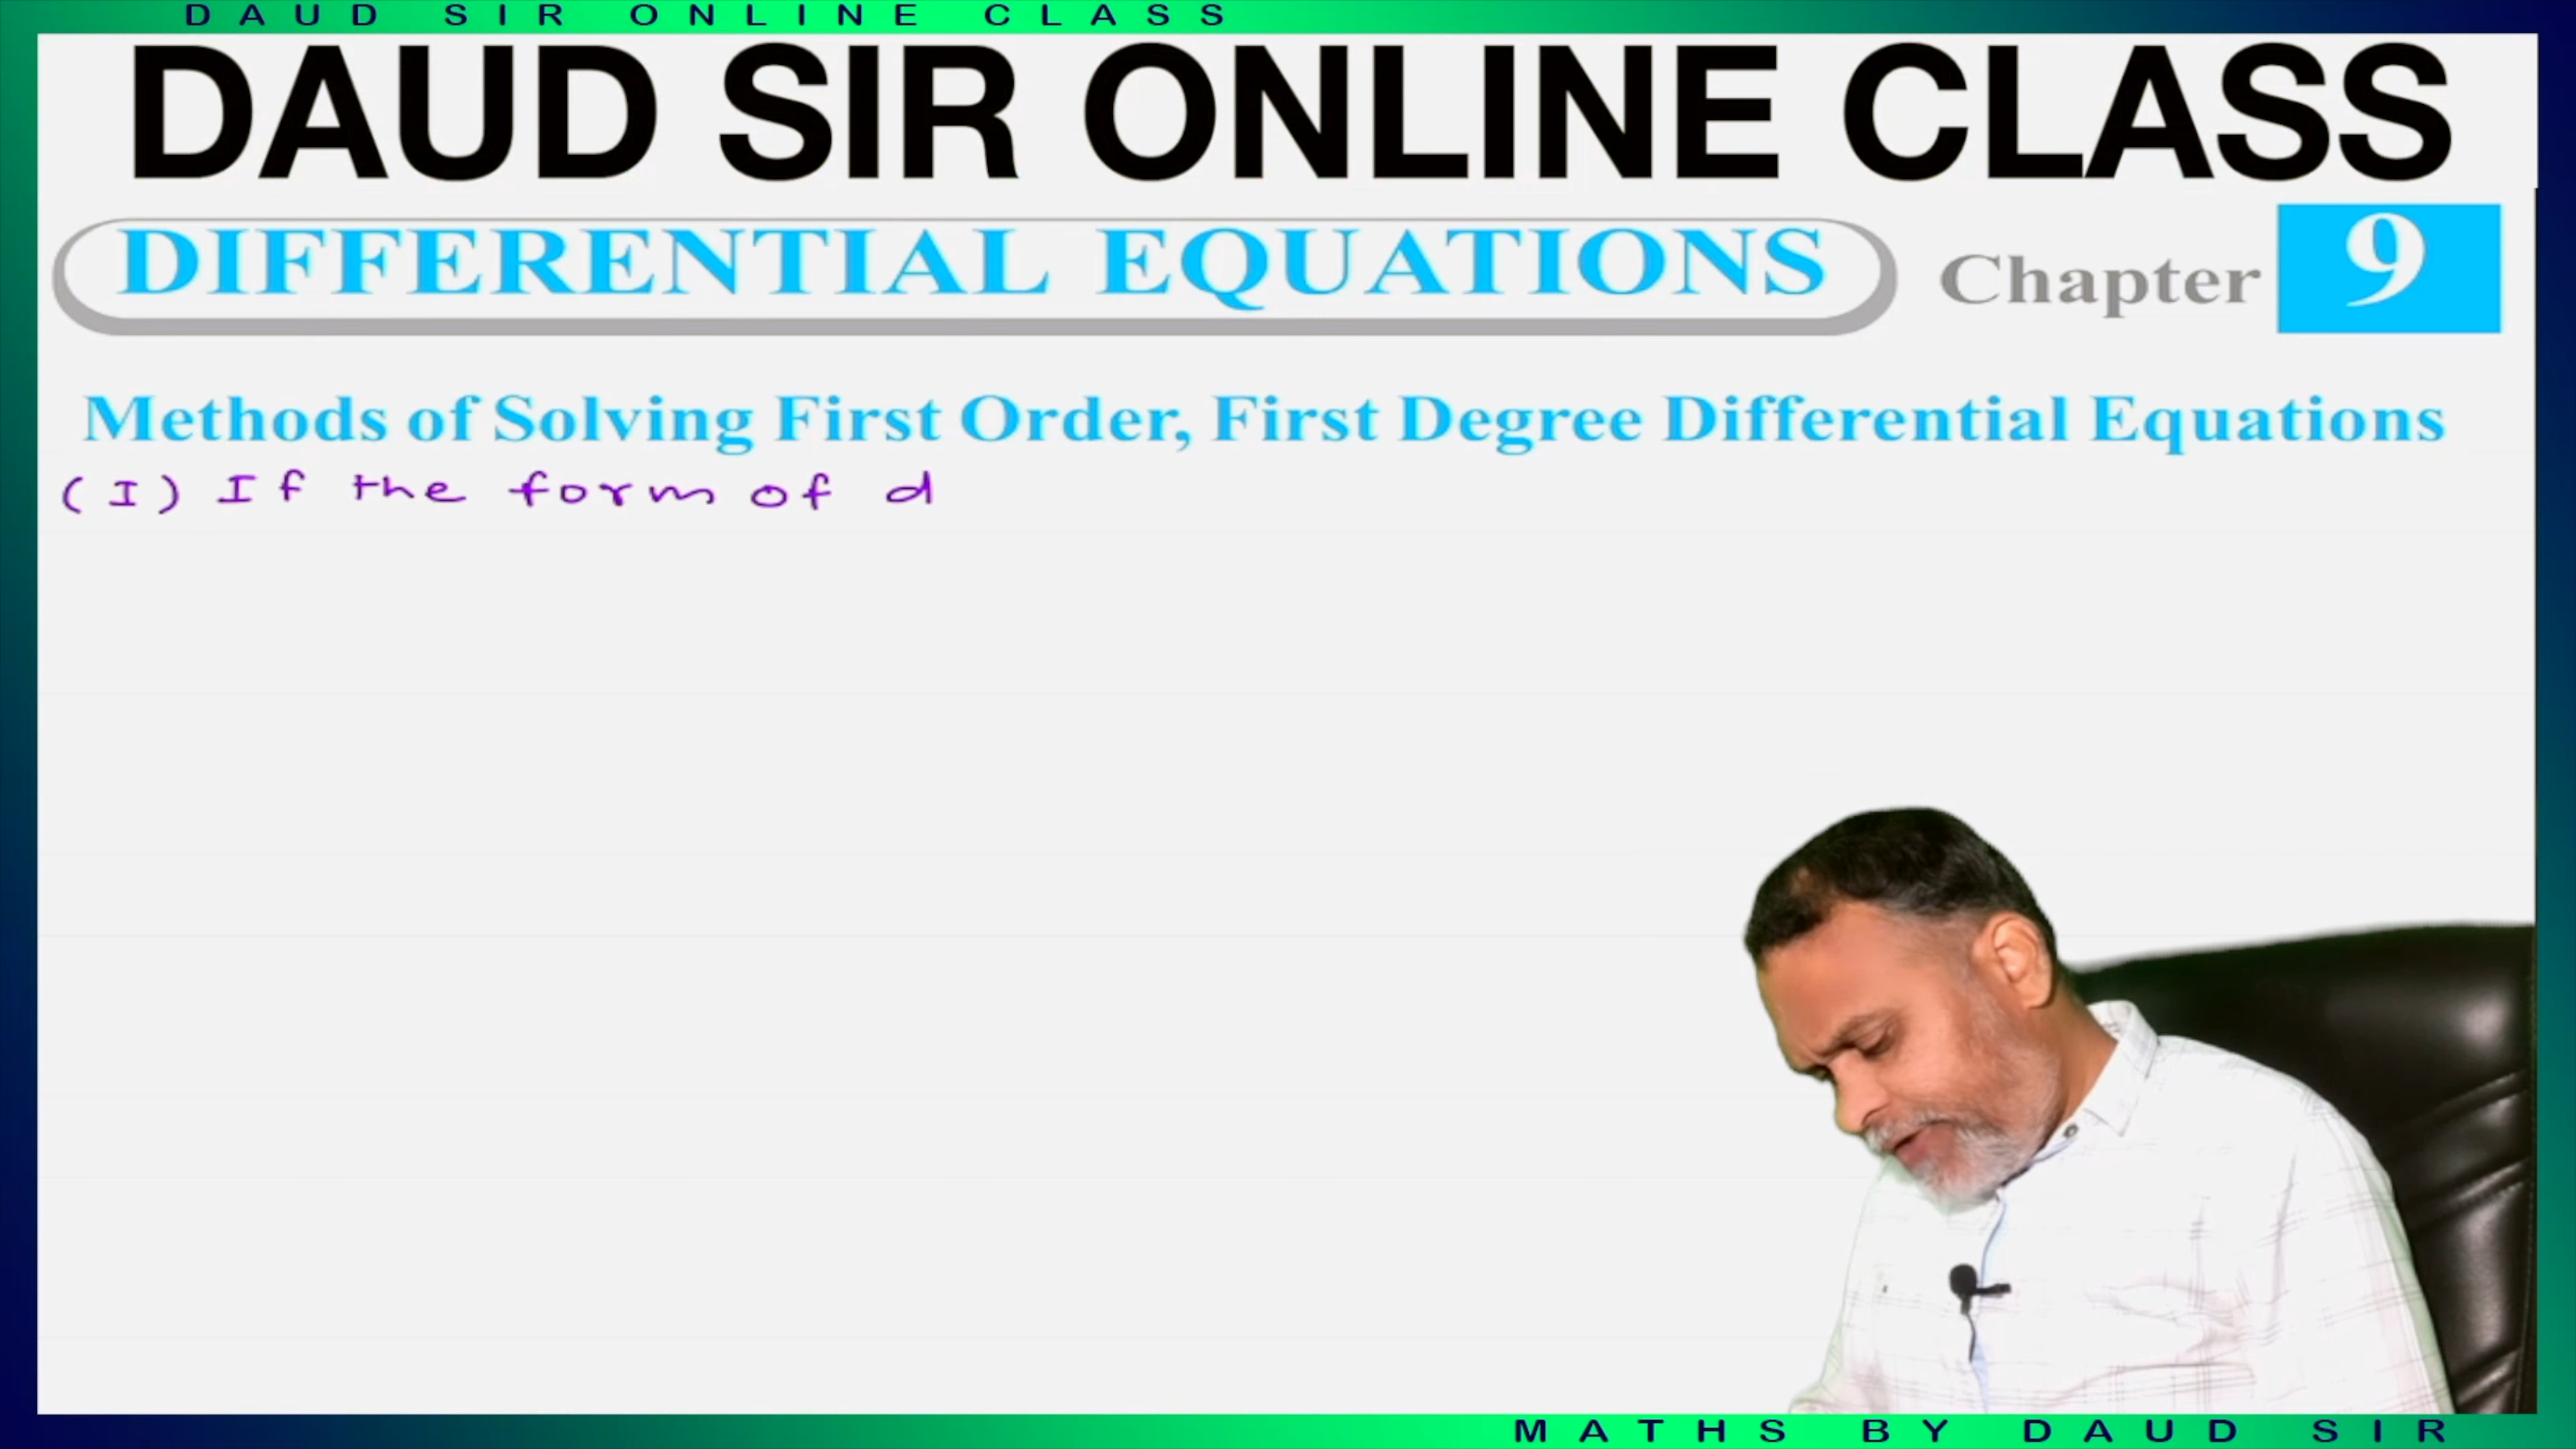 DAUD SIR ONLINE CLASS
DAUD SIR ONLINE CLASS
DIFFERENTIAL EQUATIONS Chapter 9
Methods of Solving First Order, First Degree Differential Equations
(I) If the form of d
MATHS BY DAUD SIR